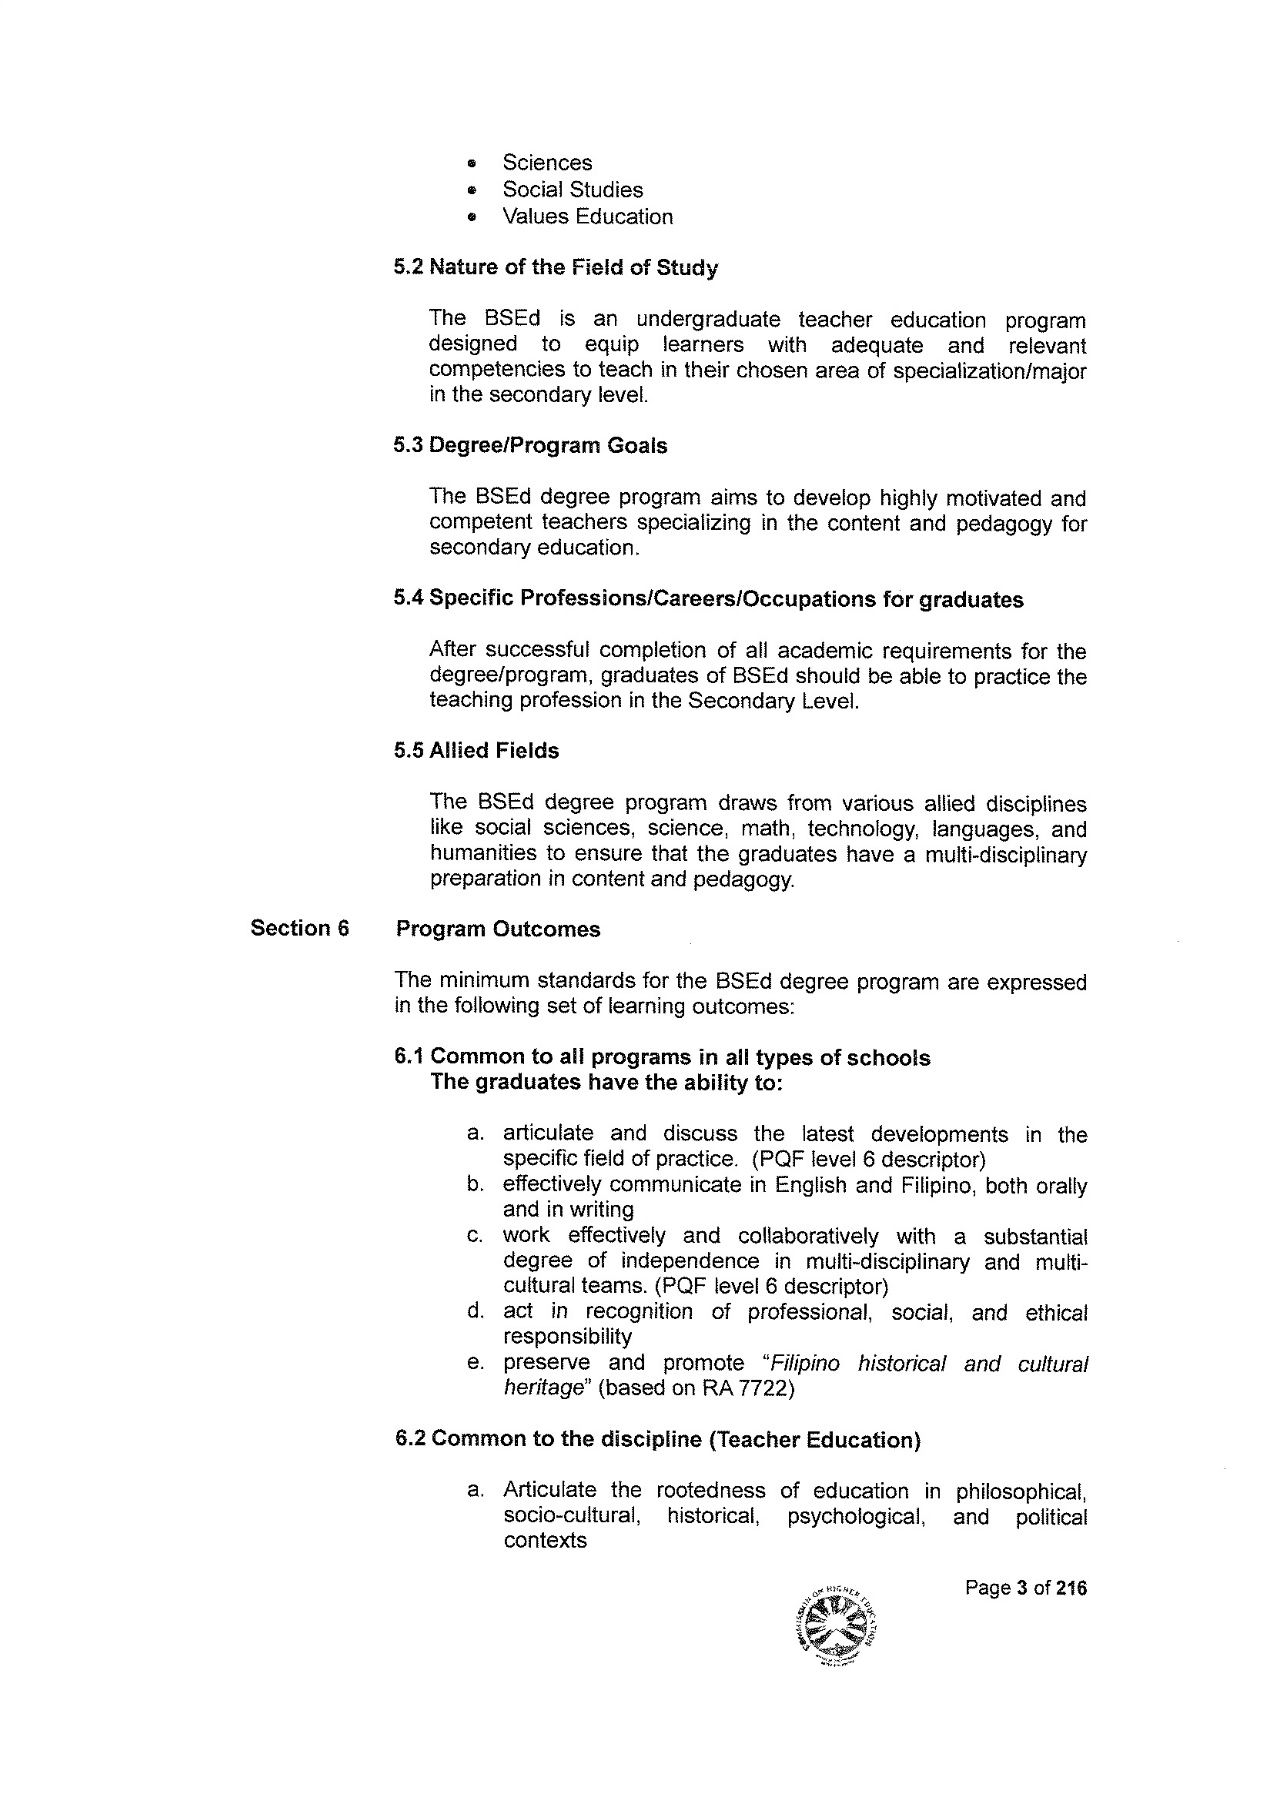 • Sciences
• Social Studies
• Values Education
5.2 Nature of the Field of Study
The BSEd is an undergraduate teacher education program
designed to equip learners with adequate and relevant
competencies to teach in their chosen area of specialization/major
in the secondary level.
5.3 Degree/Program Goals
The BSEd degree program aims to develop highly motivated and
competent teachers specializing in the content and pedagogy for
secondary education.
5.4 Specific Professions/Careers/Occupations for graduates
After successful completion of all academic requirements for the
degree/program, graduates of BSEd should be able to practice the
teaching profession in the Secondary Level.
5.5 Allied Fields
The BSEd degree program draws from various allied disciplines
like social sciences, science, math, technology, languages, and
humanities to ensure that the graduates have a multi-disciplinary
preparation in content and pedagogy.
Section 6 Program Outcomes
The minimum standards for the BSEd degree program are expressed
in the following set of learning outcomes:
6.1 Common to all programs in all types of schools
The graduates have the ability to:
a. articulate and discuss the latest developments in the
specific field of practice. (PQF level 6 descriptor)
b. effectively communicate in English and Filipino, both orally
and in writing
c. work effectively and collaboratively with a substantial
degree of independence in multi-disciplinary and multi-
cultural teams. (PQF level 6 descriptor)
d. act in recognition of professional, social, and ethical
responsibility
e. preserve and promote “Filipino historical and cultural
heritage” (based on RA 7722)
6.2 Common to the discipline (Teacher Education)
a. Articulate the rootedness of education in philosophical,
socio-cultural, historical, psychological, and political
contexts
Page 3 of 216
ON HIGHER EDUCATION